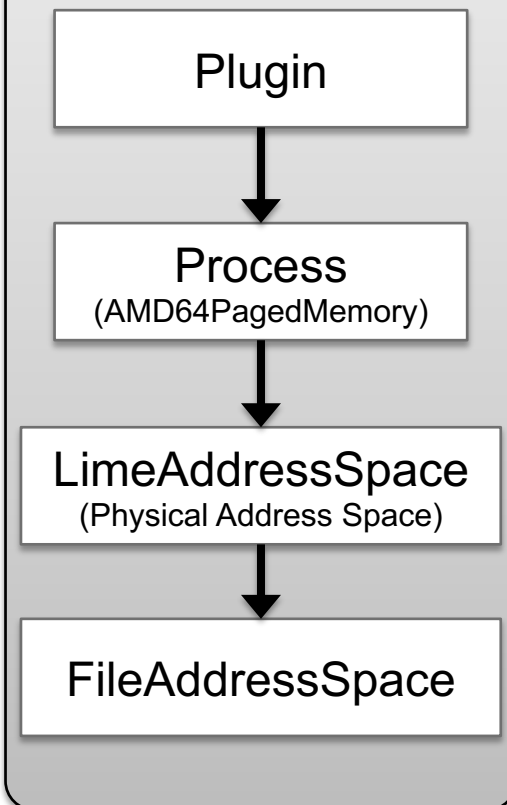 Plugin
Process
(AMD64PagedMemory)
LimeAddressSpace
(Physical Address Space)
FileAddressSpace